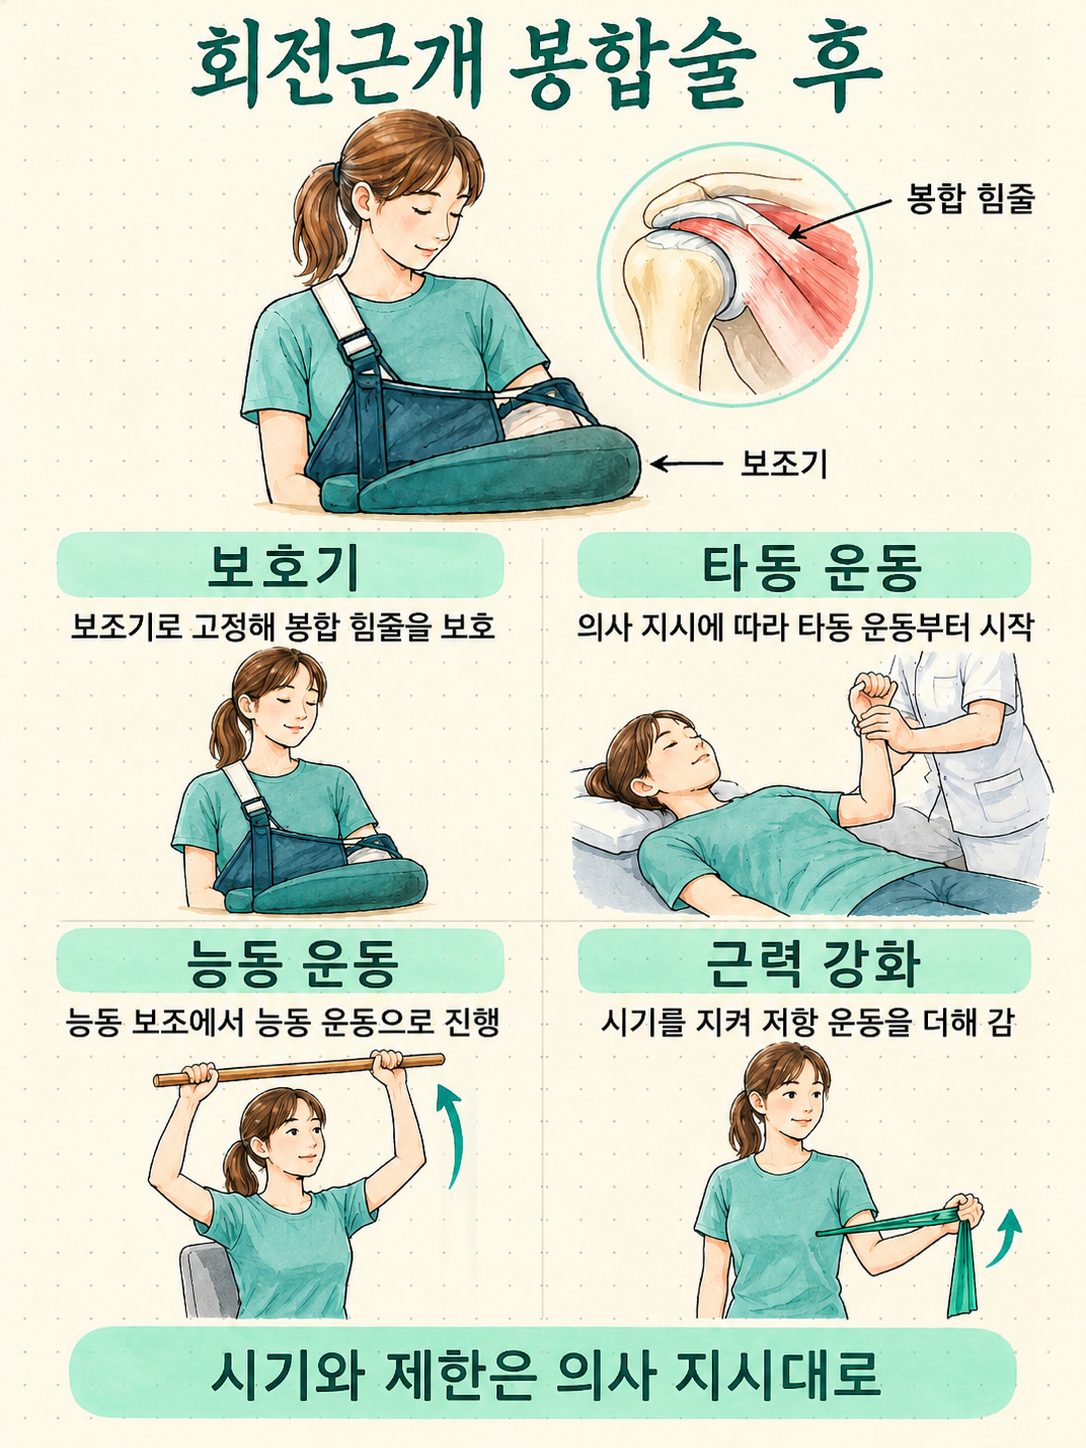 회전근개 봉합술 후
봉합 힘줄
보조기
보호기
보조기로 고정해 봉합 힘줄을 보호
타동 운동
의사 지시에 따라 타동 운동부터 시작
능동 운동
능동 보조에서 능동 운동으로 진행
근력 강화
시기를 지켜 저항 운동을 더해 감
시기와 제한은 의사 지시대로